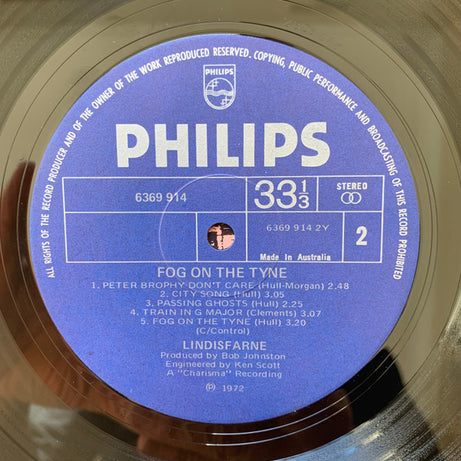 ALL RIGHTS OF THE RECORD PRODUCER AND OF THE OWNER OF THE WORK REPRODUCED RESERVED. COPYING, PUBLIC PERFORMANCE AND BROADCASTING OF THIS RECORD PROHIBITED
PHILIPS
PHILIPS
6369 914
33 1/3
STEREO
6369 914 2Y
2
Made in Australia
FOG ON THE TYNE
1. PETER BROPHY DON'T CARE (Hull-Morgan) 2.48
2. CITY SONG (Hull) 3.05
3. PASSING GHOSTS (Hull) 2.25
4. TRAIN IN G MAJOR (Clements) 3.07
5. FOG ON THE TYNE (Hull) 3.20
(C/Control)
LINDISFARNE
Produced by Bob Johnston
Engineered by Ken Scott
A "Charisma" Recording
Ⓟ 1972